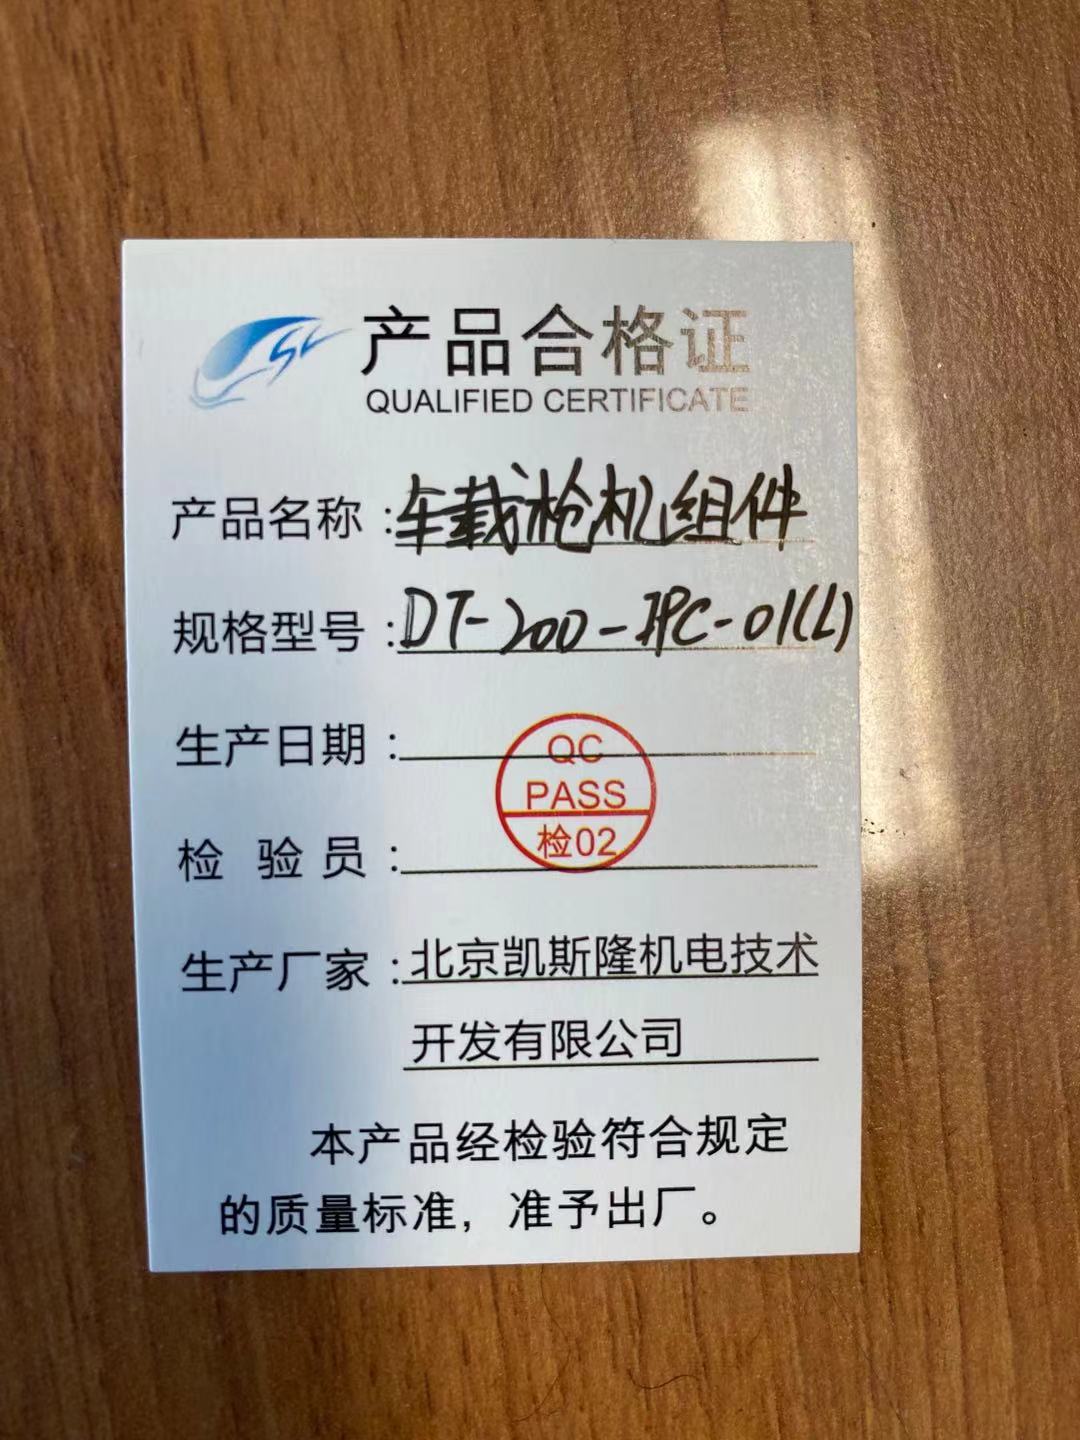 产品合格证
QUALIFIED CERTIFICATE
产品名称：车载枪机组件
规格型号：DT-200-IPC-01(L)
生产日期：
QC
PASS
检02
检验员：
生产厂家：北京凯斯隆机电技术
开发有限公司
本产品经检验符合规定
的质量标准，准予出厂。